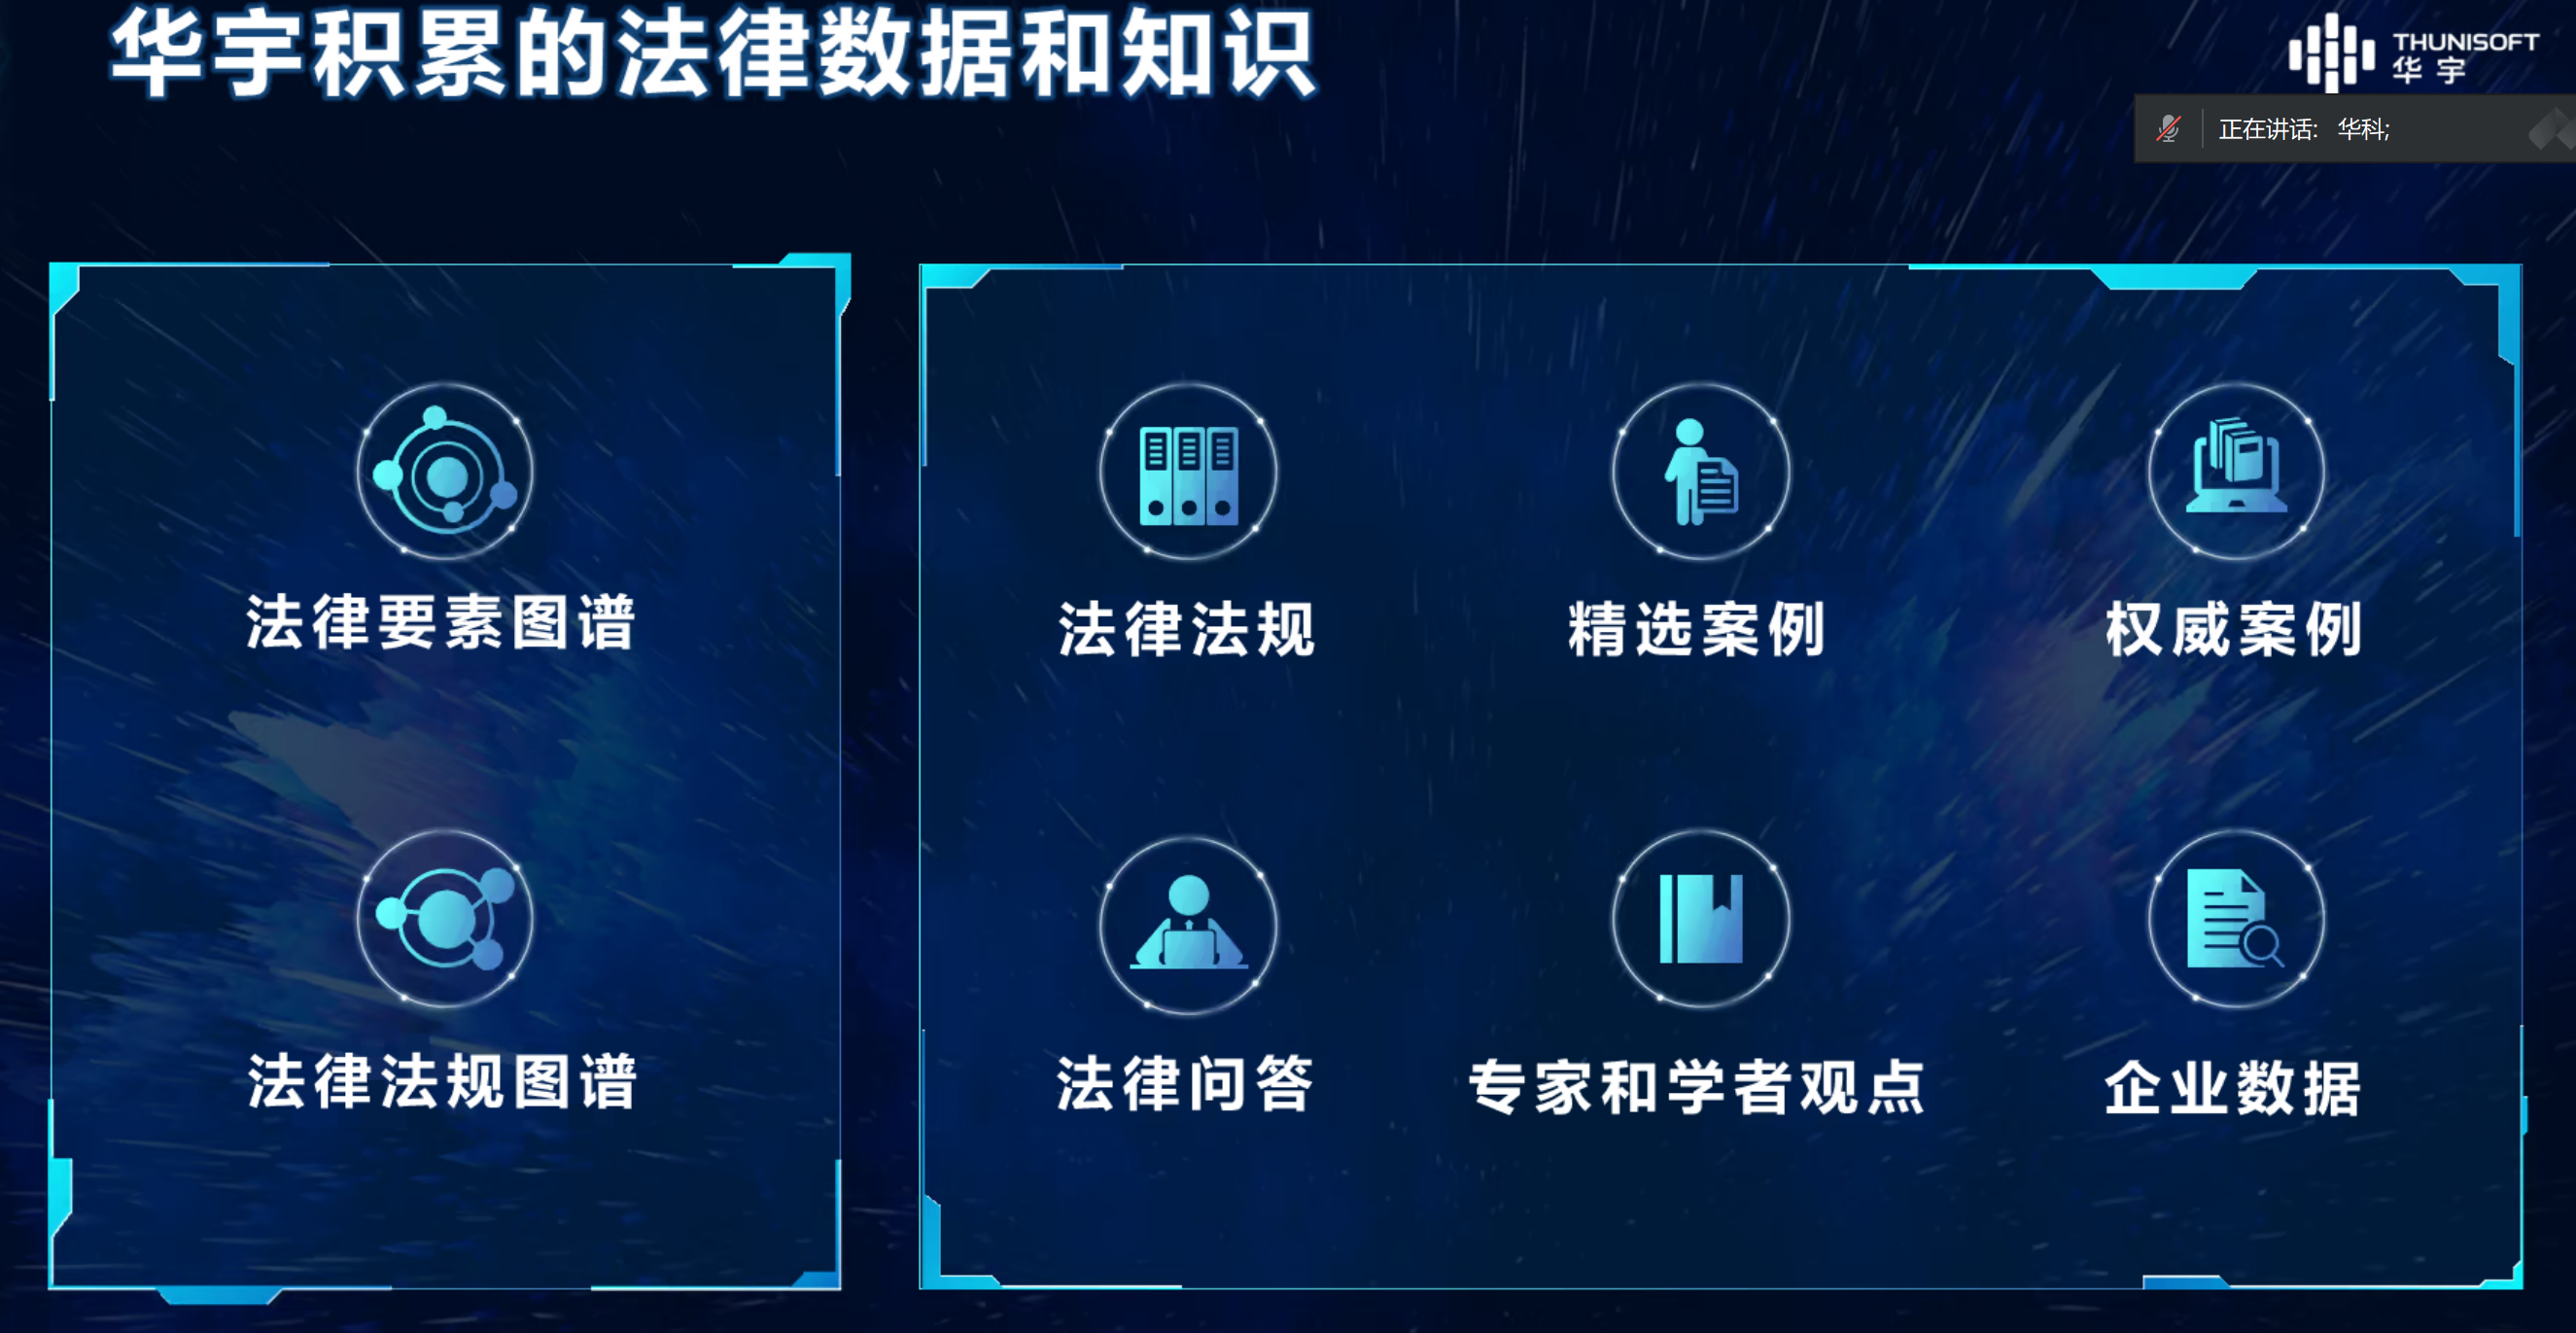 华宇积累的法律数据和知识
THUNISOFT
华宇
正在讲话: 华科;
法律要素图谱
法律法规图谱
法律法规
精选案例
权威案例
法律问答
专家和学者观点
企业数据